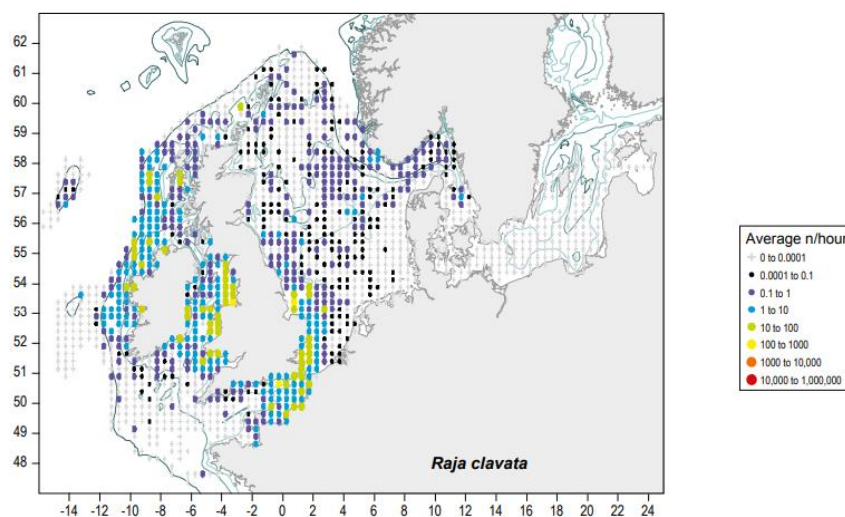 62
61
60
59
58
57
56
55
54
53
52
51
50
49
48
Raja clavata
-14 -12 -10 -8 -6 -4 -2 0 2 4 6 8 10 12 14 16 18 20 22 24
Average n/hour
0 to 0.0001
0.0001 to 0.1
0.1 to 1
1 to 10
10 to 100
100 to 1000
1000 to 10,000
10,000 to 1,000,000